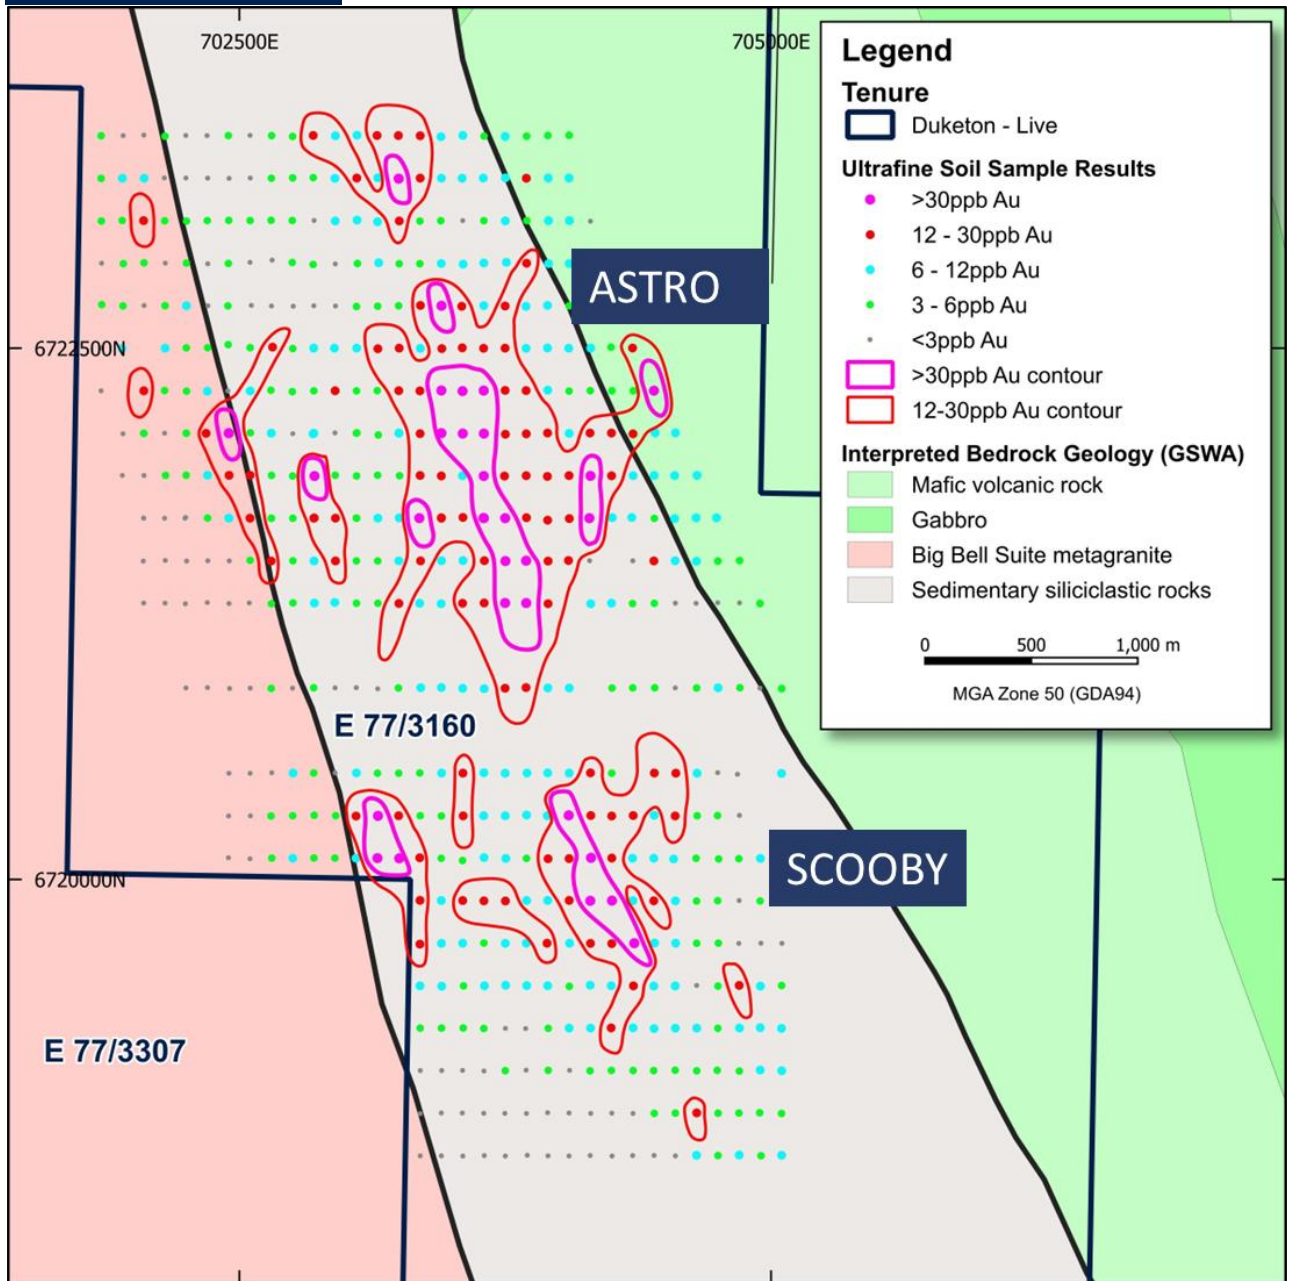 702500E
705000E
Legend
Tenure
Duketon - Live
Ultrafine Soil Sample Results
>30ppb Au
12 - 30ppb Au
6 - 12ppb Au
3 - 6ppb Au
<3ppb Au
>30ppb Au contour
12-30ppb Au contour
Interpreted Bedrock Geology (GSWA)
Mafic volcanic rock
Gabbro
Big Bell Suite metagranite
Sedimentary siliciclastic rocks
0 500 1,000 m
MGA Zone 50 (GDA94)
ASTRO
6722500N
E 77/3160
SCOOBY
6720000N
E 77/3307